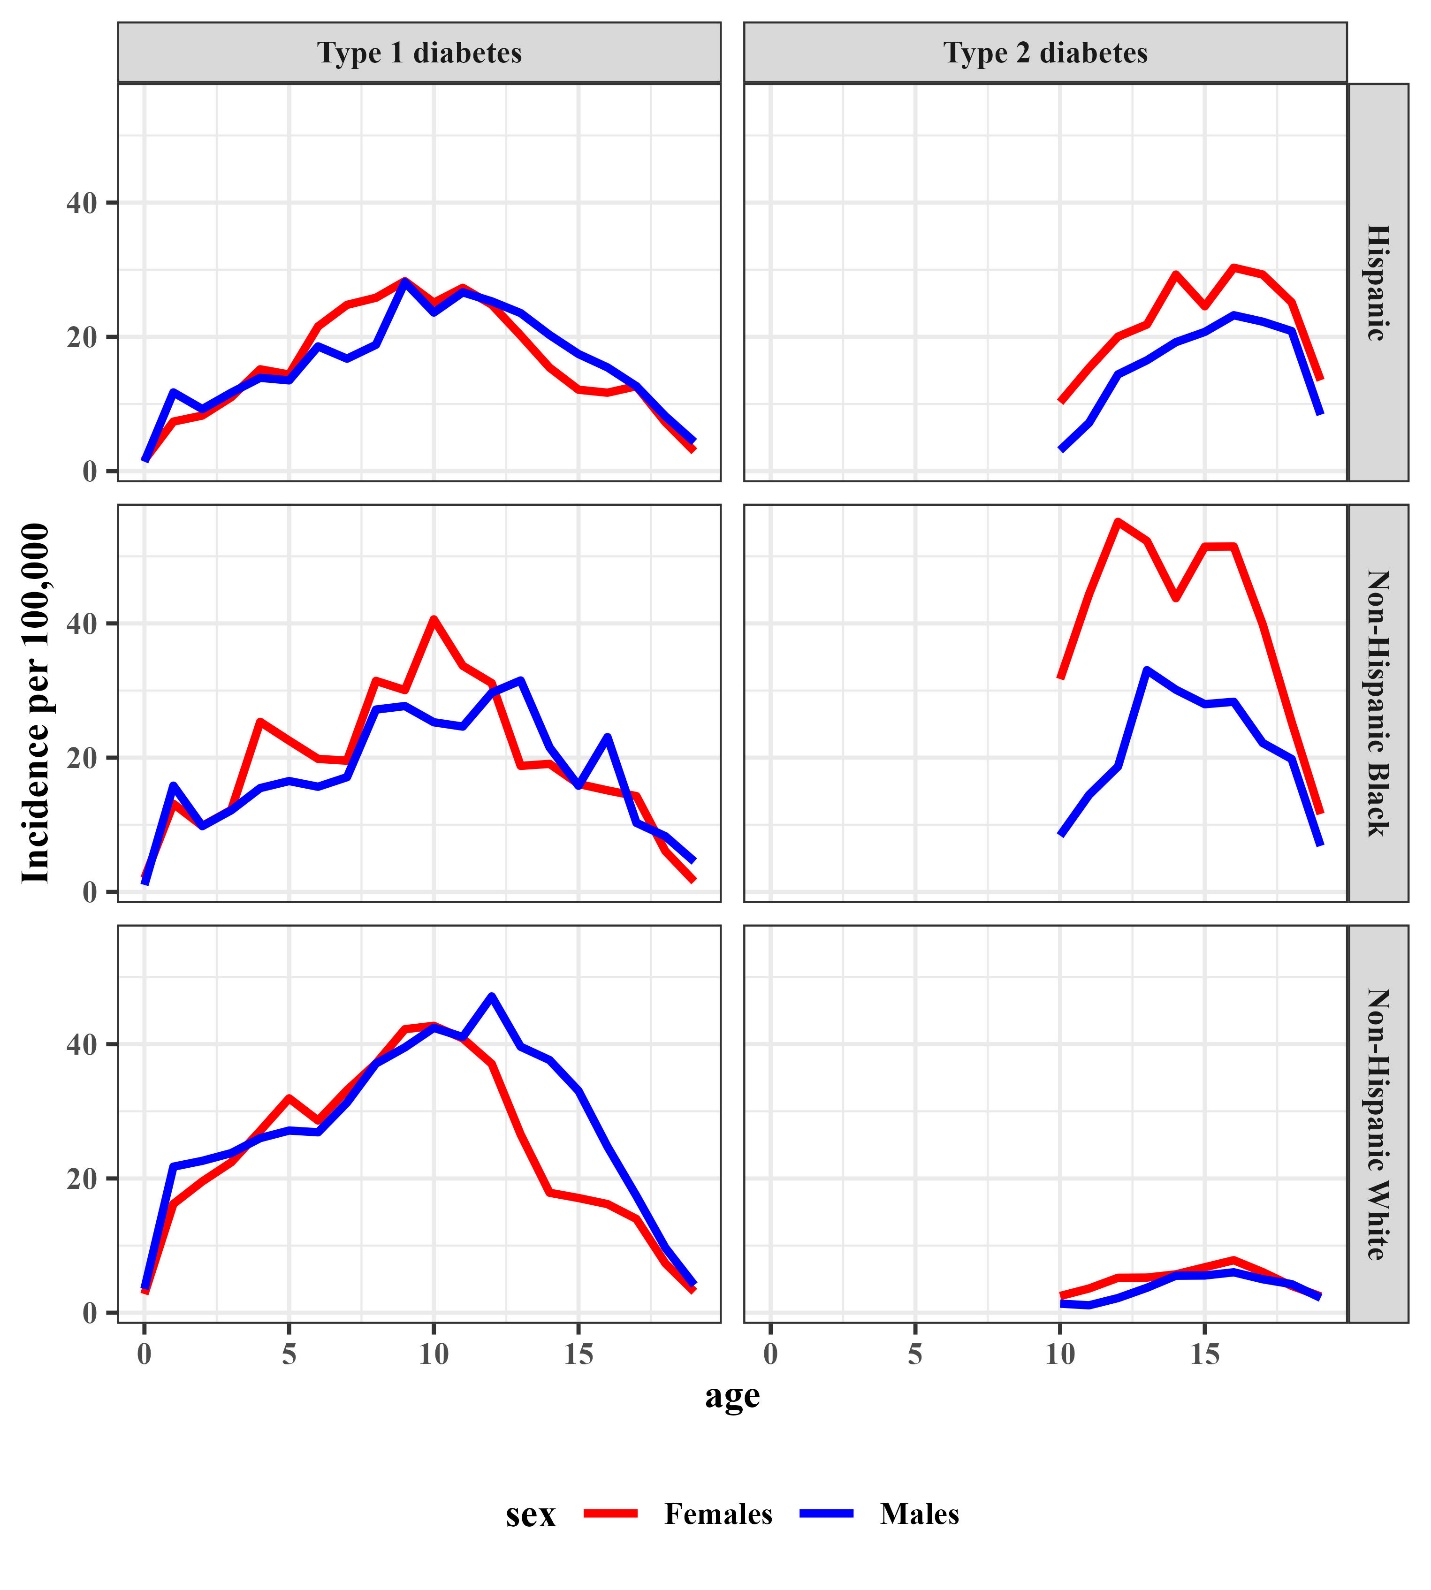 Type 1 diabetes
Type 2 diabetes
Hispanic
Non-Hispanic Black
Non-Hispanic White
Incidence per 100,000
40
20
0
40
20
0
40
20
0
0 5 10 15
0 5 10 15
age
sex Females Males